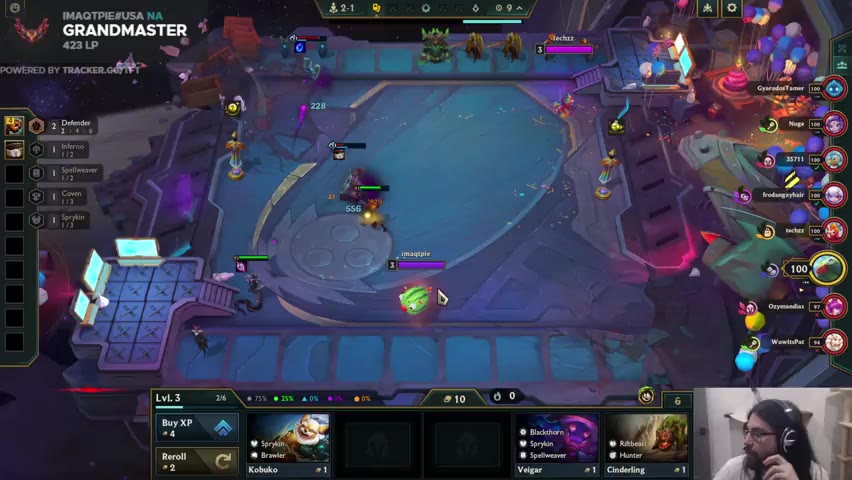 IMAQTPIE#USA NA
GRANDMASTER
423 LP
POWERED BY TRACKER.GG/TFT
2-1
9
3 techzz
228
556
37
3 imaqtpie
2 Defender
2 • 4 • 6
1 Inferno
1 / 2
1 Spellweaver
1 / 2
1 Coven
1 / 3
1 Sprykin
1 / 3
GyaradosTamer 100
Nuge 100
35711 100
frodangayhair 100
techzz 100
100
Ozymandias 97
WowItsPat 94
Lvl. 3
2/6
75%
25%
0%
0%
0%
10
0
6
Buy XP
4
Reroll
2
Sprykin
Brawler
Kobuko 1
Blackthorn
Sprykin
Spellweaver
Veigar 1
Riftbeast
Hunter
Cinderling 1